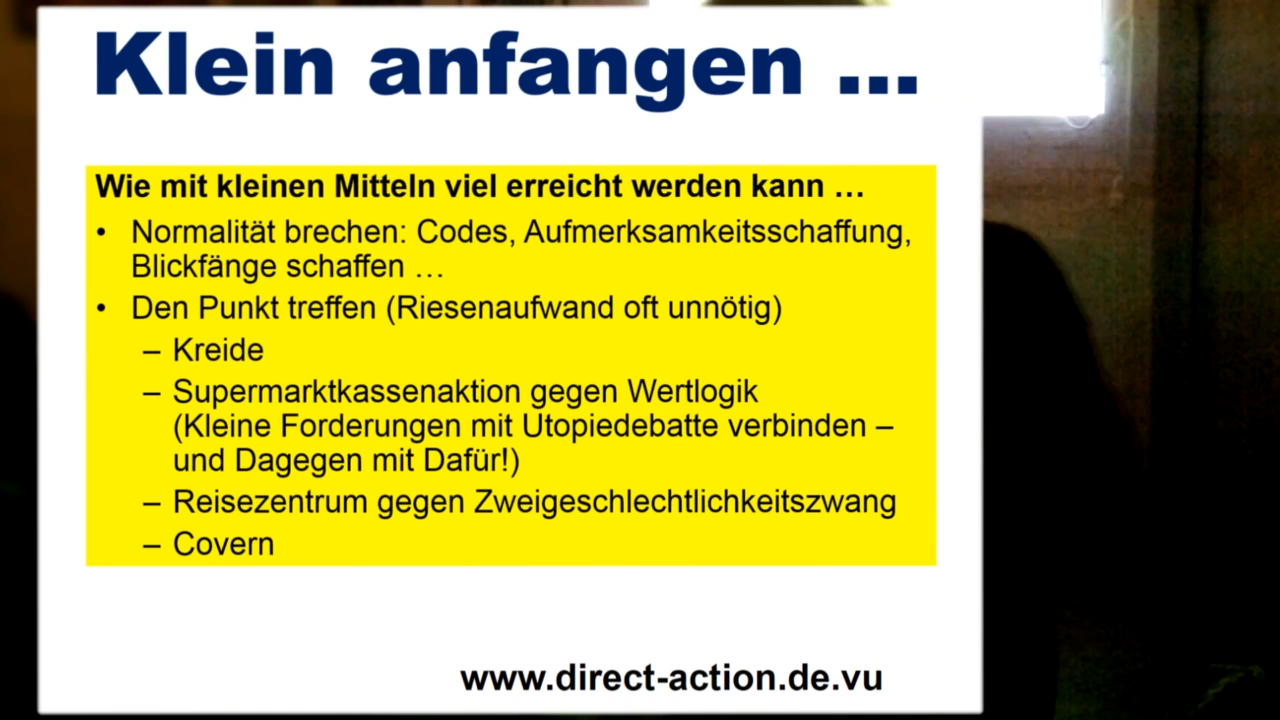 Klein anfangen ...
Wie mit kleinen Mitteln viel erreicht werden kann …
• Normalität brechen: Codes, Aufmerksamkeitsschaffung,
Blickfänge schaffen …
• Den Punkt treffen (Riesenaufwand oft unnötig)
– Kreide
– Supermarktkassenaktion gegen Wertlogik
(Kleine Forderungen mit Utopiedebatte verbinden –
und Dagegen mit Dafür!)
– Reisezentrum gegen Zweigeschlechtlichkeitszwang
– Covern
www.direct-action.de.vu